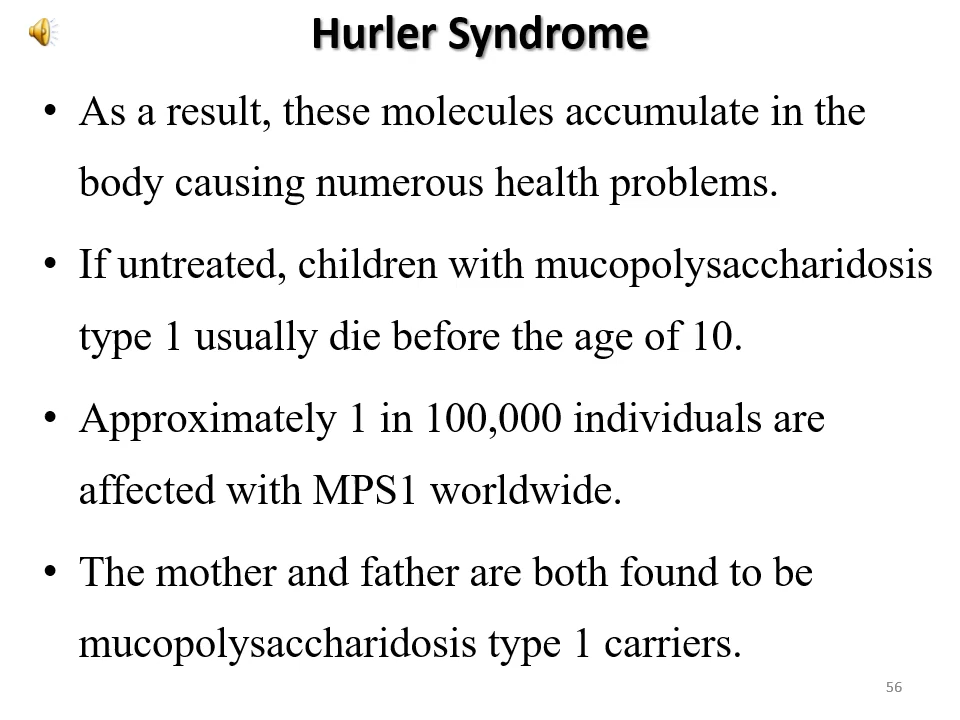 Hurler Syndrome
• As a result, these molecules accumulate in the
body causing numerous health problems.
• If untreated, children with mucopolysaccharidosis
type 1 usually die before the age of 10.
• Approximately 1 in 100,000 individuals are
affected with MPS1 worldwide.
• The mother and father are both found to be
mucopolysaccharidosis type 1 carriers.
56